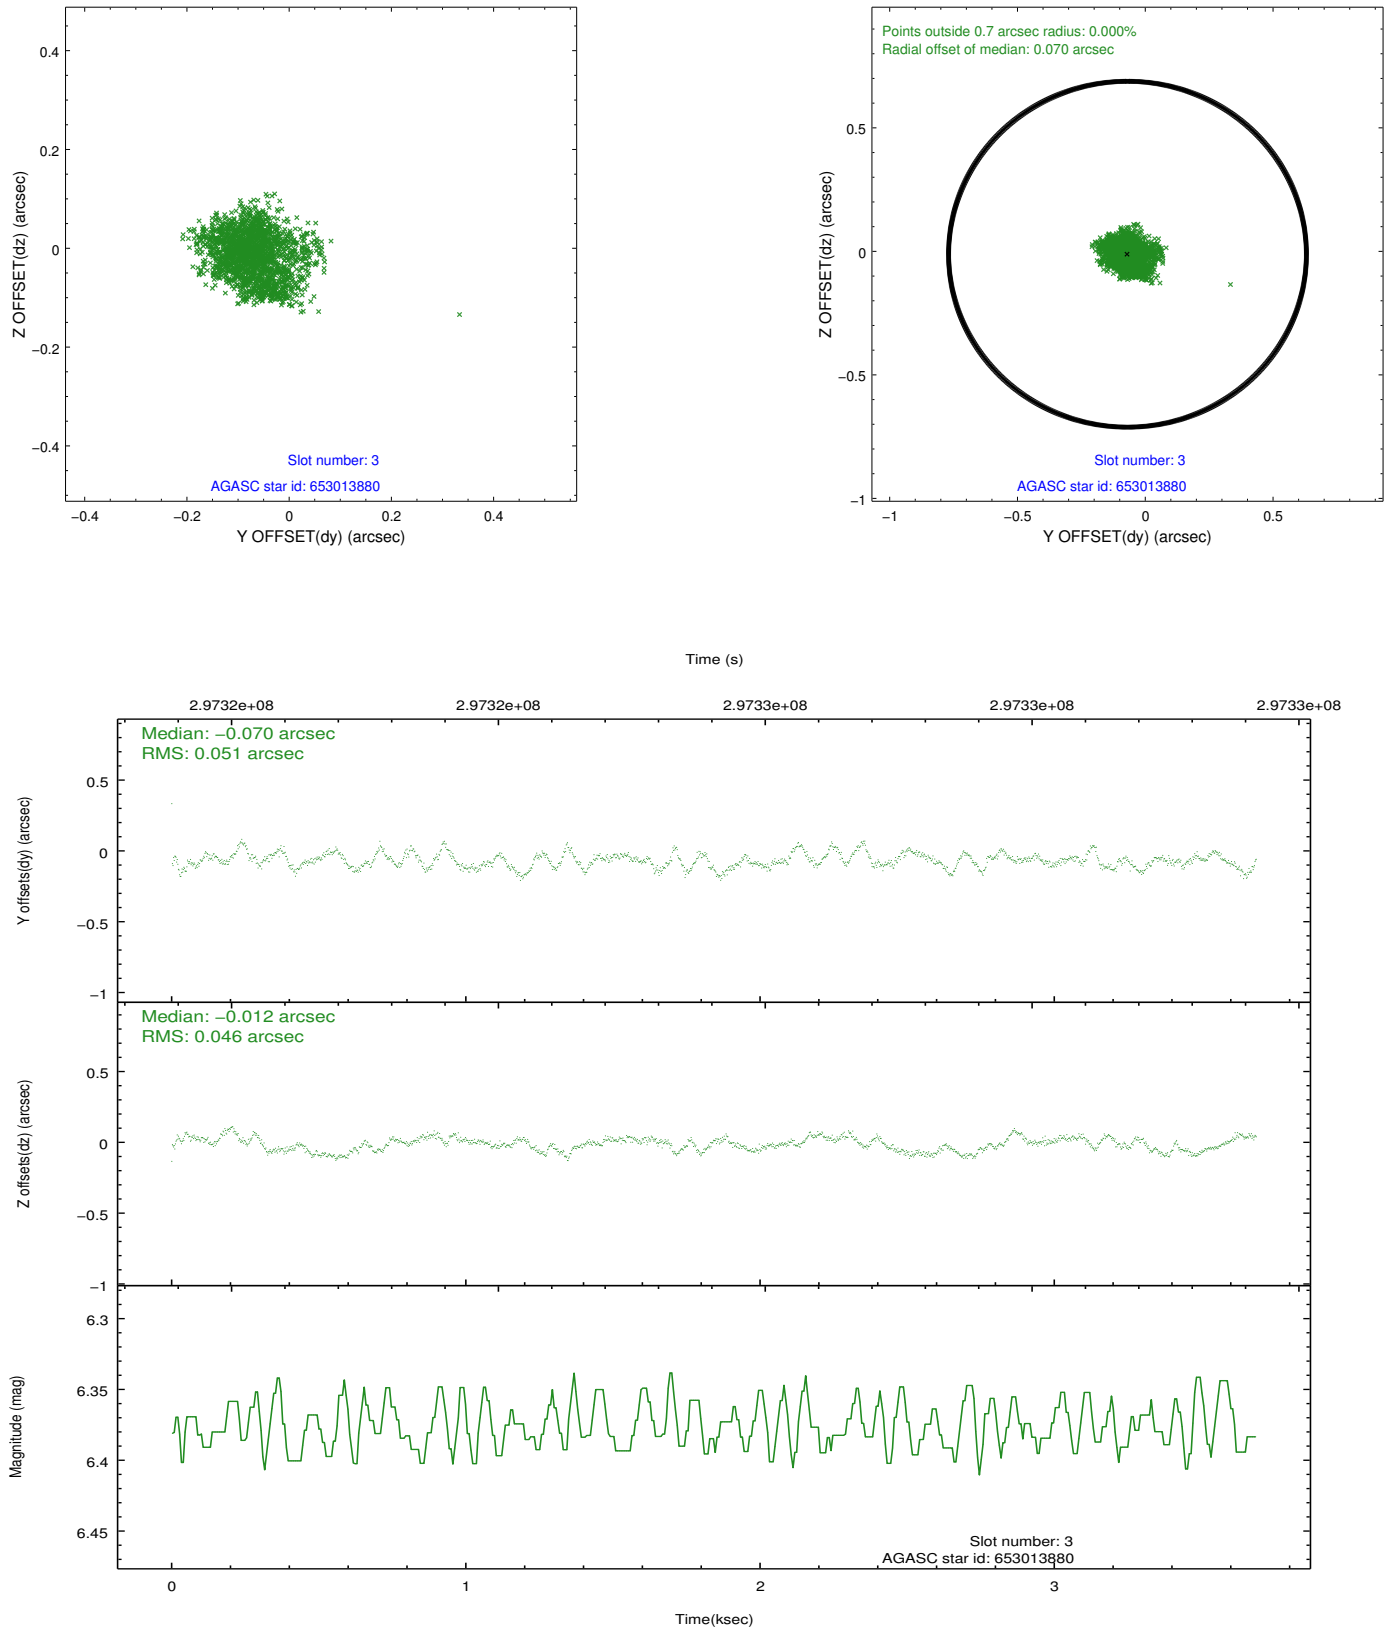 0.4
0.2
0
−0.2
−0.4
Z OFFSET(dz) (arcsec)
Slot number: 3
AGASC star id: 653013880
−0.4 −0.2 0 0.2 0.4
Y OFFSET(dy) (arcsec)
Points outside 0.7 arcsec radius: 0.000%
Radial offset of median: 0.070 arcsec
0.5
0
−0.5
−1
Z OFFSET(dz) (arcsec)
Slot number: 3
AGASC star id: 653013880
−1 −0.5 0 0.5
Y OFFSET(dy) (arcsec)
Time (s)
2.9732e+08 2.9732e+08 2.9733e+08 2.9733e+08 2.9733e+08
Median: −0.070 arcsec
RMS: 0.051 arcsec
0.5
0
−0.5
−1
Y offsets(dy) (arcsec)
Median: −0.012 arcsec
RMS: 0.046 arcsec
0.5
0
−0.5
−1
Z offsets(dz) (arcsec)
6.3
6.35
6.4
6.45
Magnitude (mag)
Slot number: 3
AGASC star id: 653013880
0 1 2 3
Time(ksec)